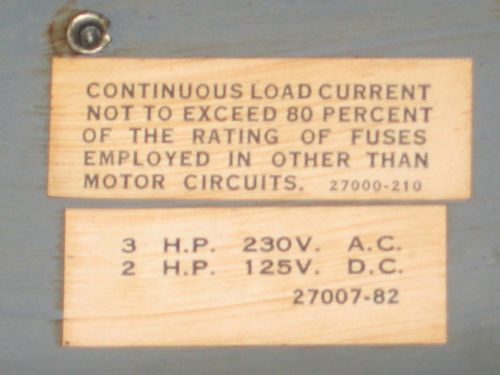 CONTINUOUS LOAD CURRENT
NOT TO EXCEED 80 PERCENT
OF THE RATING OF FUSES
EMPLOYED IN OTHER THAN
MOTOR CIRCUITS. 27000-210
3 H.P. 230V. A.C.
2 H.P. 125V. D.C.
27007-82